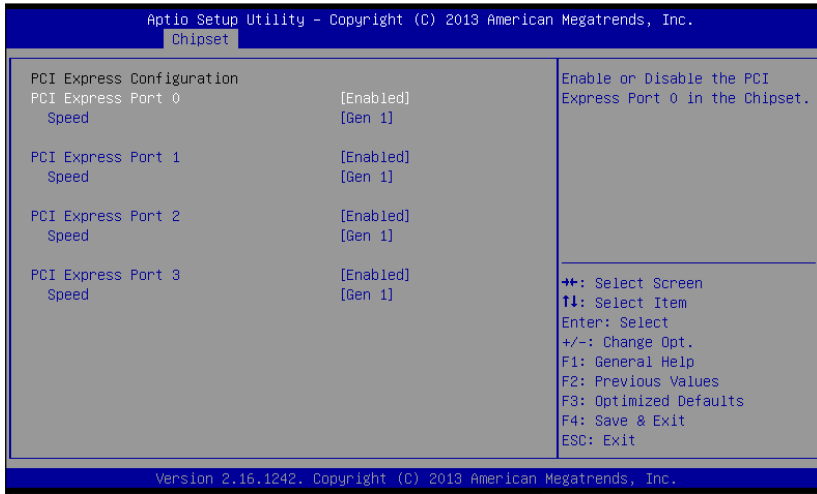 Aptio Setup Utility – Copyright (C) 2013 American Megatrends, Inc.
Chipset
PCI Express Configuration
PCI Express Port 0 [Enabled]
Speed [Gen 1]
PCI Express Port 1 [Enabled]
Speed [Gen 1]
PCI Express Port 2 [Enabled]
Speed [Gen 1]
PCI Express Port 3 [Enabled]
Speed [Gen 1]
Enable or Disable the PCI
Express Port 0 in the Chipset.
→←: Select Screen
↑↓: Select Item
Enter: Select
+/-: Change Opt.
F1: General Help
F2: Previous Values
F3: Optimized Defaults
F4: Save & Exit
ESC: Exit
Version 2.16.1242. Copyright (C) 2013 American Megatrends, Inc.